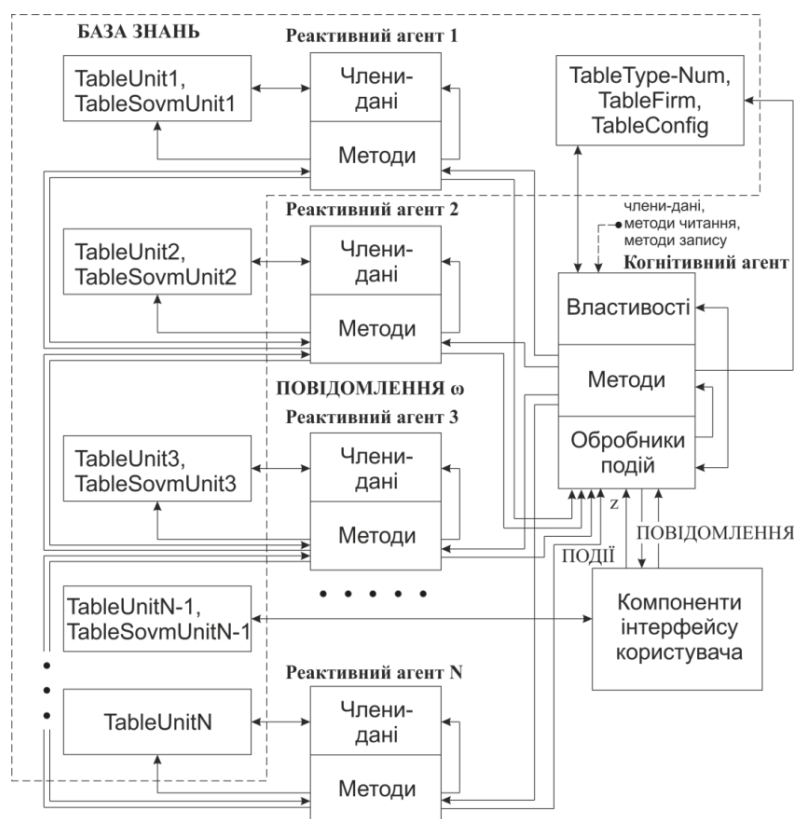 БАЗА ЗНАНЬ
Реактивний агент 1
TableUnit1,
TableSovmUnit1
Члени-
дані
Методи
TableType-Num,
TableFirm,
TableConfig
Реактивний агент 2
TableUnit2,
TableSovmUnit2
Члени-
дані
Методи
члени-дані,
методи читання,
методи запису
Когнітивний агент
Властивості
Методи
Обробники
подій
ПОВІДОМЛЕННЯ ω
Реактивний агент 3
TableUnit3,
TableSovmUnit3
Члени-
дані
Методи
z
ПОВІДОМЛЕННЯ
ПОДІЇ
TableUnitN-1,
TableSovmUnitN-1
Компоненти
інтерфейсу
користувача
Реактивний агент N
TableUnitN
Члени-
дані
Методи